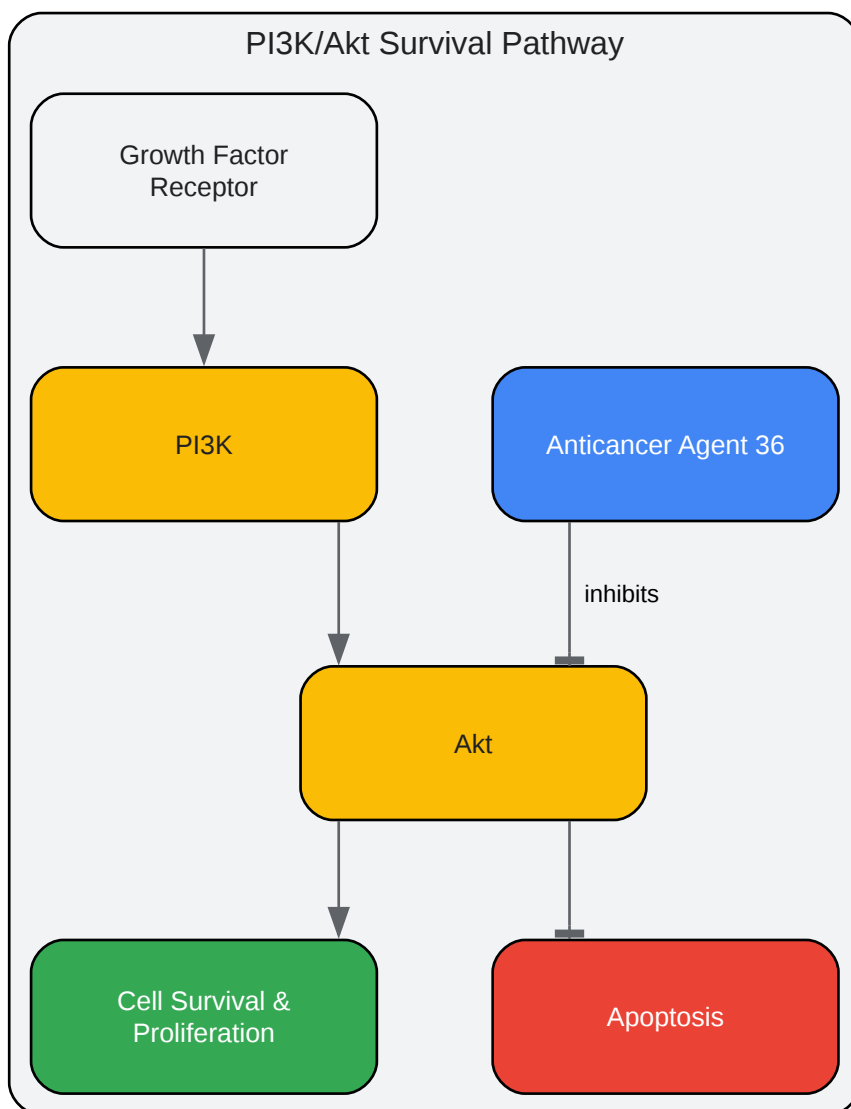 PI3K/Akt Survival Pathway
Growth Factor
Receptor
PI3K
Anticancer Agent 36
inhibits
Akt
Cell Survival &
Proliferation
Apoptosis